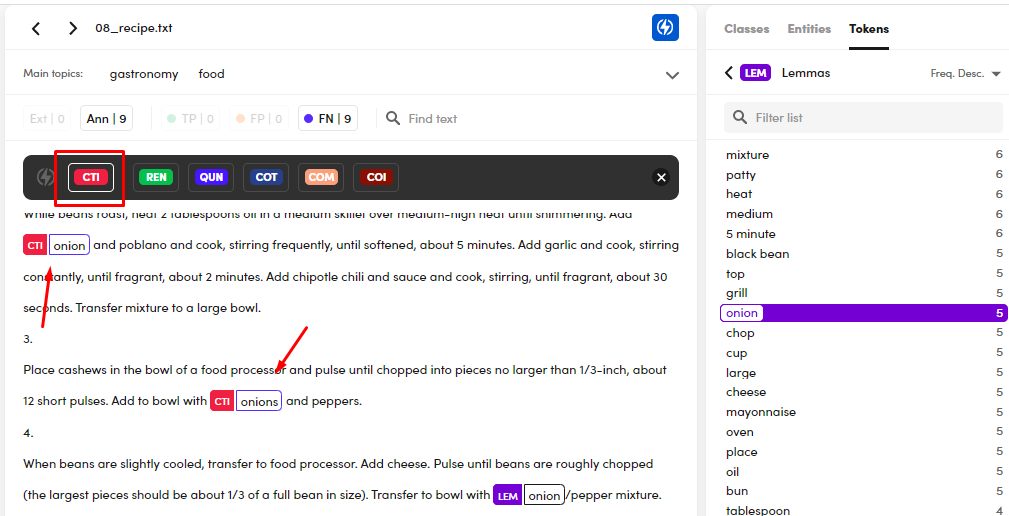 08_recipe.txt
Main topics: gastronomy food
Ext | 0 Ann | 9 TP | 0 FP | 0 FN | 9 Find text
CTI REN QUN COT COM COI
While beans roast, heat 2 tablespoons oil in a medium skillet over medium-high heat until shimmering. Add
CTI onion and poblano and cook, stirring frequently, until softened, about 5 minutes. Add garlic and cook, stirring
constantly, until fragrant, about 2 minutes. Add chipotle chili and sauce and cook, stirring, until fragrant, about 30
seconds. Transfer mixture to a large bowl.
3.
Place cashews in the bowl of a food processor and pulse until chopped into pieces no larger than 1/3-inch, about
12 short pulses. Add to bowl with CTI onions and peppers.
4.
When beans are slightly cooled, transfer to food processor. Add cheese. Pulse until beans are roughly chopped
(the largest pieces should be about 1/3 of a full bean in size). Transfer to bowl with LEM onion/pepper mixture.
Classes Entities Tokens
LEM Lemmas Freq. Desc.
Filter list
mixture 6
patty 6
heat 6
medium 6
5 minute 6
black bean 5
top 5
grill 5
onion 5
chop 5
cup 5
large 5
cheese 5
mayonnaise 5
oven 5
place 5
oil 5
bun 5
tablespoon 4